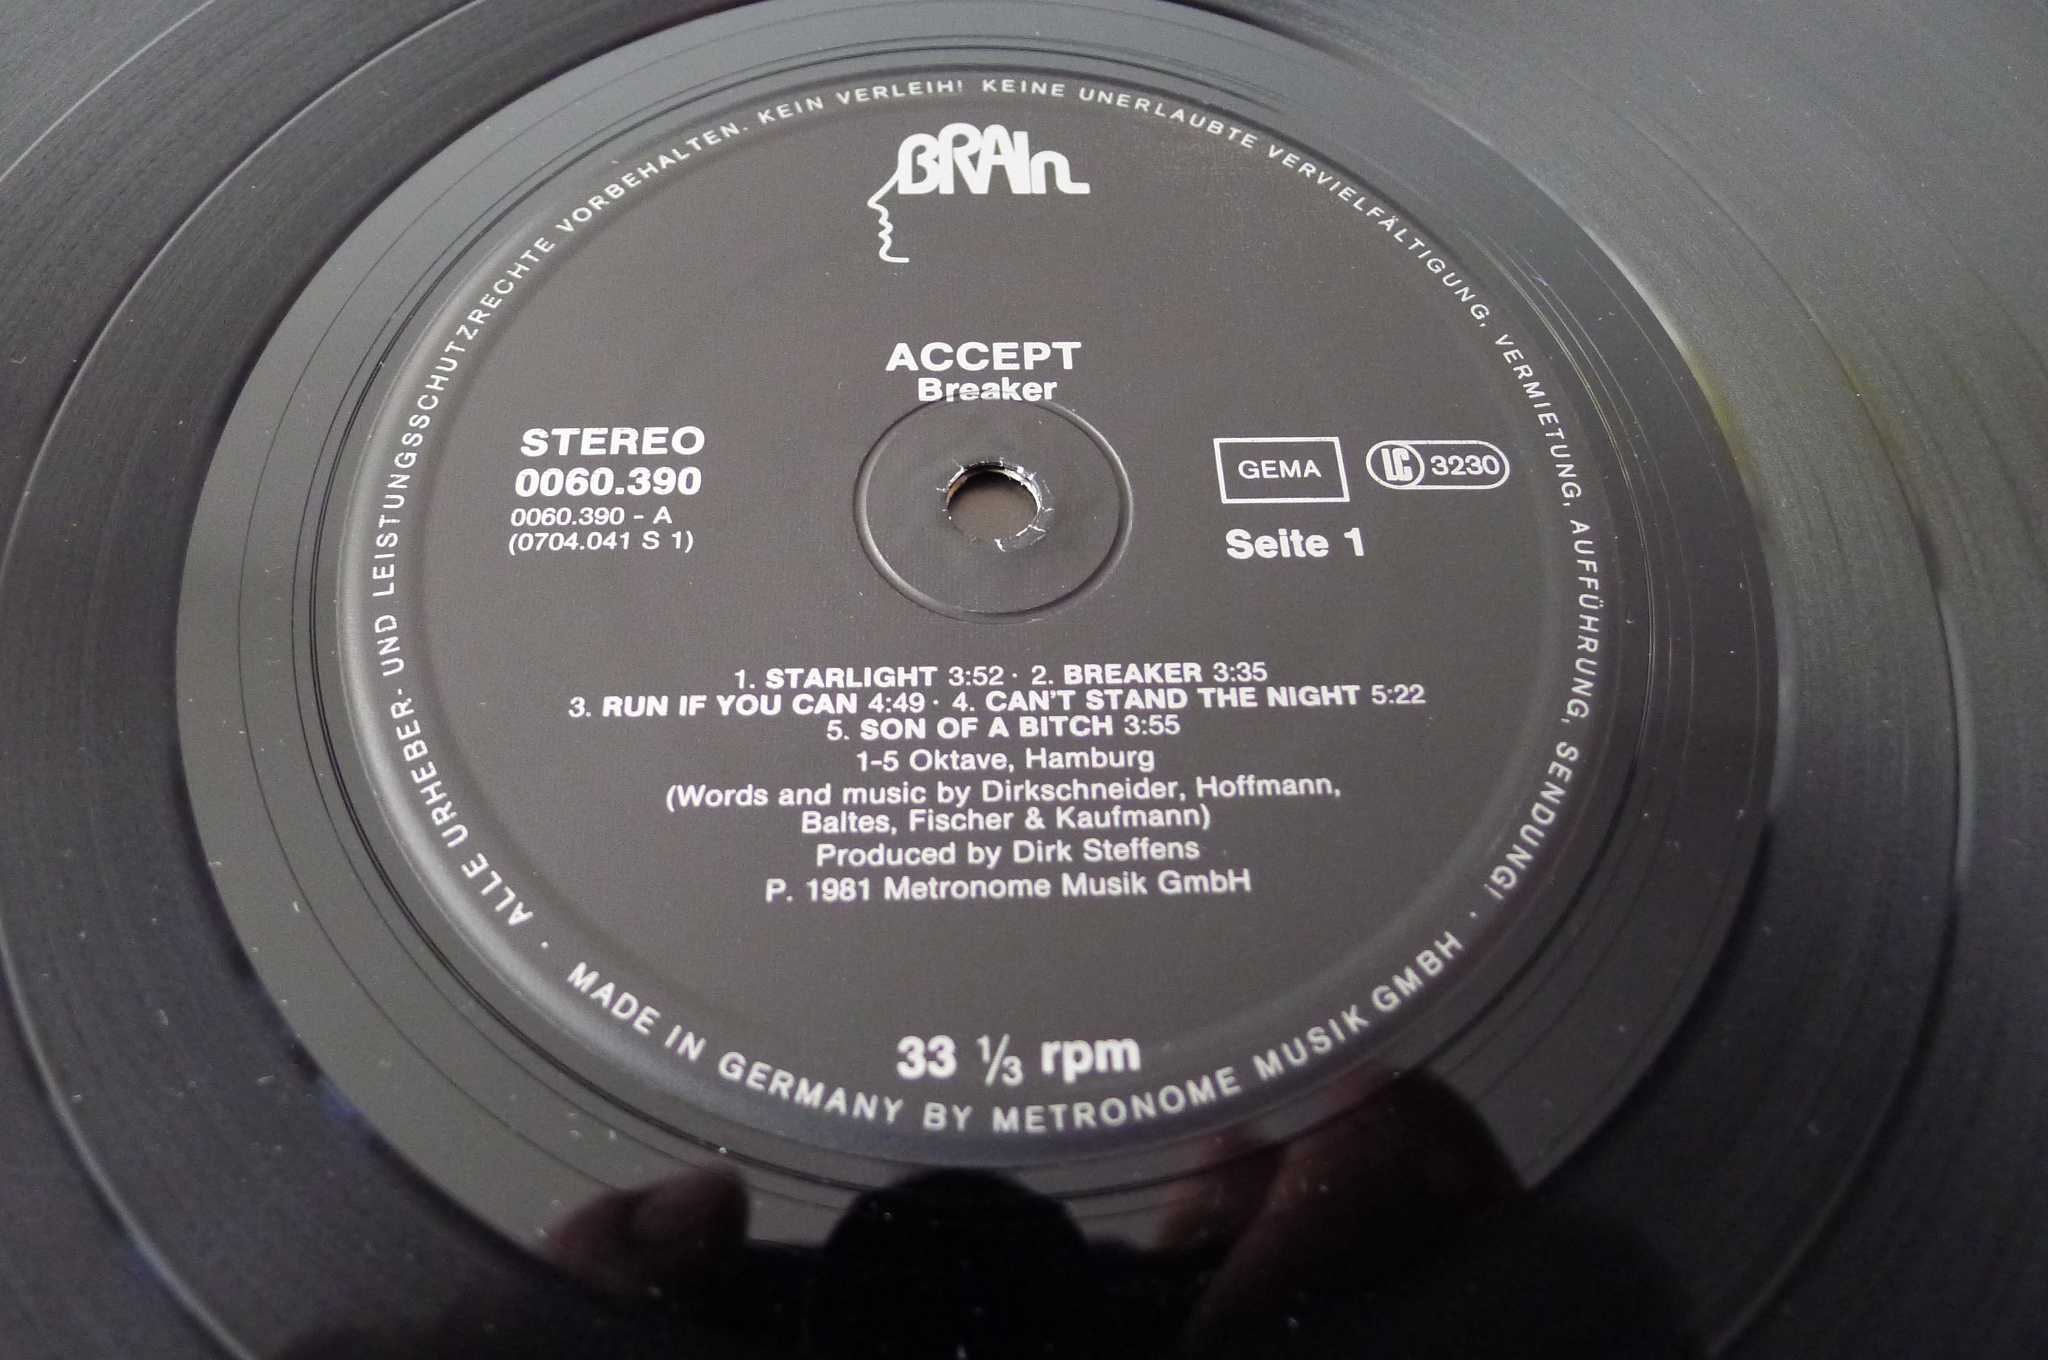 ALLE URHEBER- UND LEISTUNGSSCHUTZRECHTE VORBEHALTEN. KEIN VERLEIH! KEINE UNERLAUBTE VERVIELFÄLTIGUNG, VERMIETUNG, AUFFÜHRUNG, SENDUNG!
BRAIn
ACCEPT
Breaker
STEREO
0060.390
0060.390 - A
(0704.041 S 1)
GEMA
LC 3230
Seite 1
1. STARLIGHT 3:52 · 2. BREAKER 3:35
3. RUN IF YOU CAN 4:49 · 4. CAN'T STAND THE NIGHT 5:22
5. SON OF A BITCH 3:55
1-5 Oktave, Hamburg
(Words and music by Dirkschneider, Hoffmann,
Baltes, Fischer & Kaufmann)
Produced by Dirk Steffens
P. 1981 Metronome Musik GmbH
33 ⅓ rpm
· MADE IN GERMANY BY METRONOME MUSIK GMBH ·